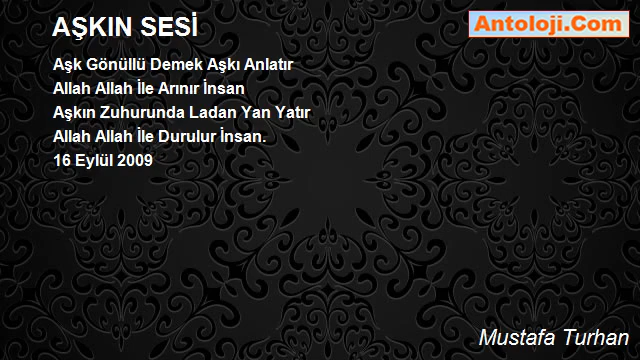 AŞKIN SESİ
Antoloji.Com
Aşk Gönüllü Demek Aşkı Anlatır
Allah Allah İle Arınır İnsan
Aşkın Zuhurunda Ladan Yan Yatır
Allah Allah İle Durulur İnsan.
16 Eylül 2009
Mustafa Turhan